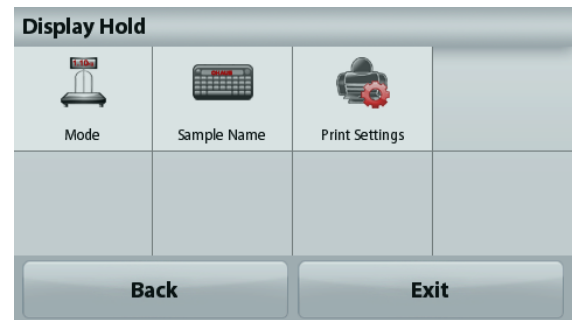 Display Hold
Mode
Sample Name
Print Settings
Back
Exit